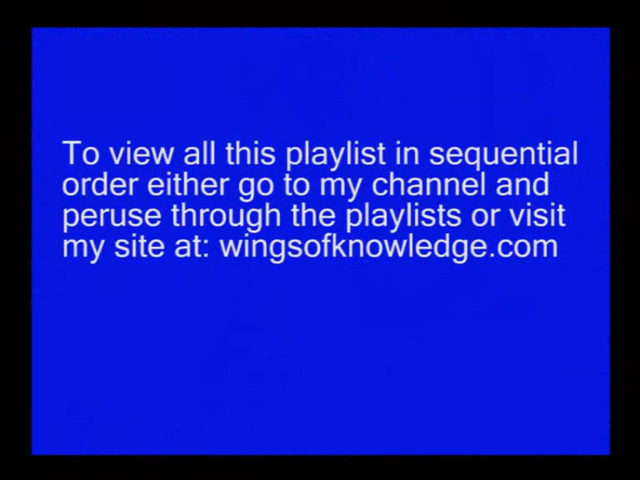 To view all this playlist in sequential
order either go to my channel and
peruse through the playlists or visit
my site at: wingsofknowledge.com